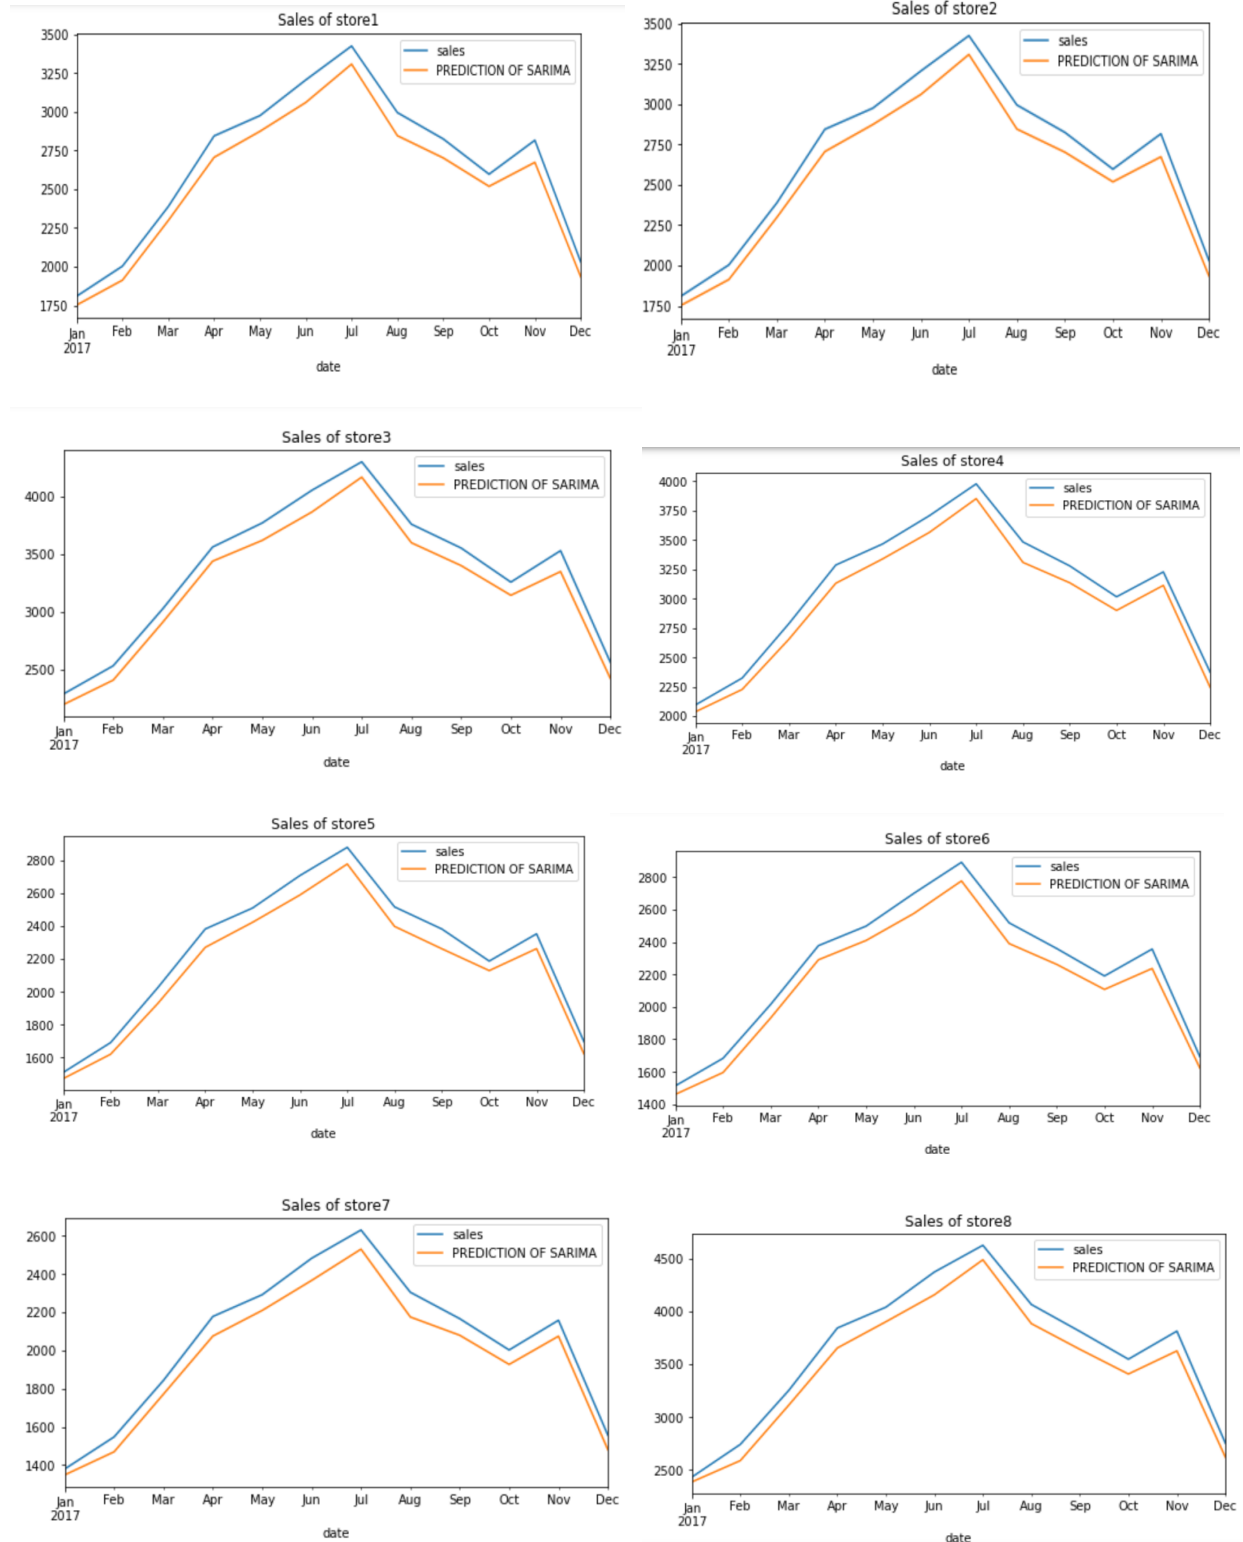 Sales of store1
3500
3250
3000
2750
2500
2250
2000
1750
sales
PREDICTION OF SARIMA
Jan Feb Mar Apr May Jun Jul Aug Sep Oct Nov Dec
2017
date
Sales of store2
3500
3250
3000
2750
2500
2250
2000
1750
sales
PREDICTION OF SARIMA
Jan Feb Mar Apr May Jun Jul Aug Sep Oct Nov Dec
2017
date
Sales of store3
4000
3500
3000
2500
sales
PREDICTION OF SARIMA
Jan Feb Mar Apr May Jun Jul Aug Sep Oct Nov Dec
2017
date
Sales of store4
4000
3750
3500
3250
3000
2750
2500
2250
2000
sales
PREDICTION OF SARIMA
Jan Feb Mar Apr May Jun Jul Aug Sep Oct Nov Dec
2017
date
Sales of store5
2800
2600
2400
2200
2000
1800
1600
sales
PREDICTION OF SARIMA
Jan Feb Mar Apr May Jun Jul Aug Sep Oct Nov Dec
2017
date
Sales of store6
2800
2600
2400
2200
2000
1800
1600
1400
sales
PREDICTION OF SARIMA
Jan Feb Mar Apr May Jun Jul Aug Sep Oct Nov Dec
2017
date
Sales of store7
2600
2400
2200
2000
1800
1600
1400
sales
PREDICTION OF SARIMA
Jan Feb Mar Apr May Jun Jul Aug Sep Oct Nov Dec
2017
date
Sales of store8
4500
4000
3500
3000
2500
sales
PREDICTION OF SARIMA
Jan Feb Mar Apr May Jun Jul Aug Sep Oct Nov Dec
2017
date